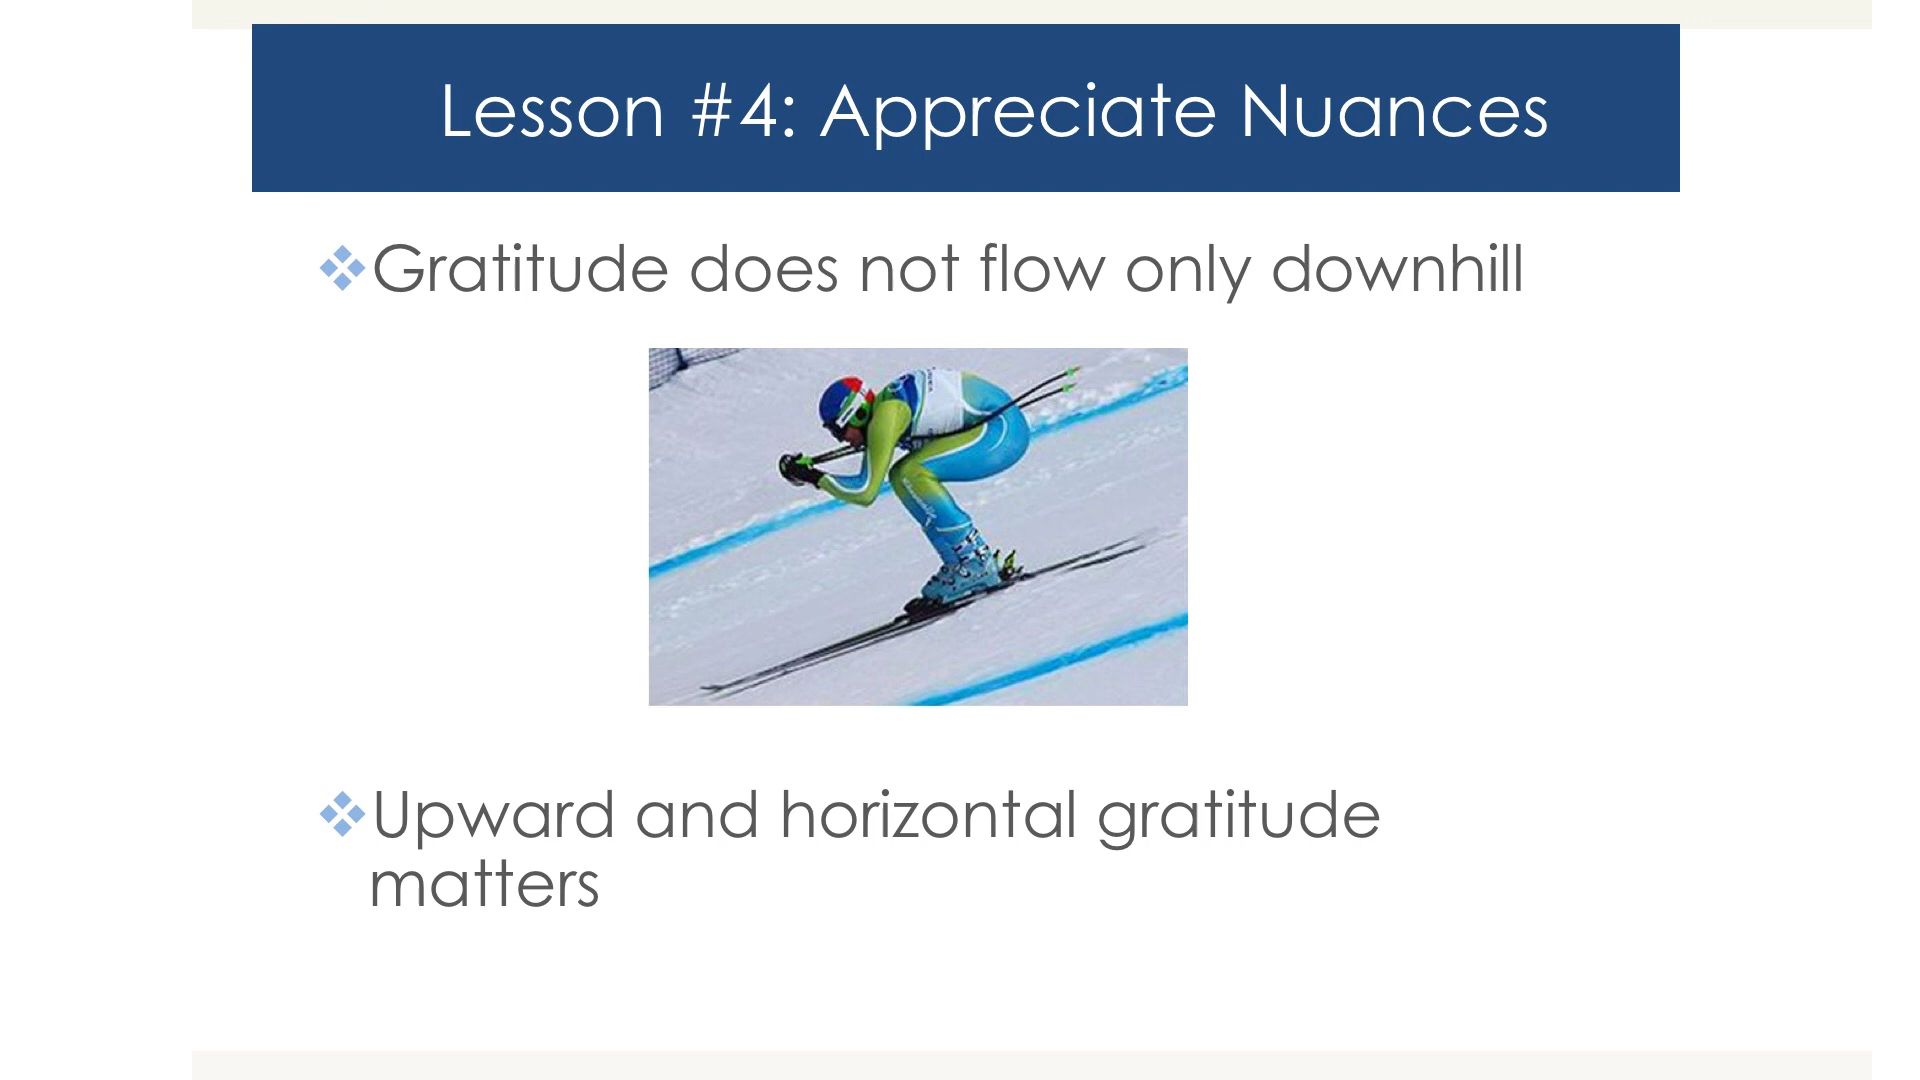 Lesson #4: Appreciate Nuances
Gratitude does not flow only downhill
Upward and horizontal gratitude
matters